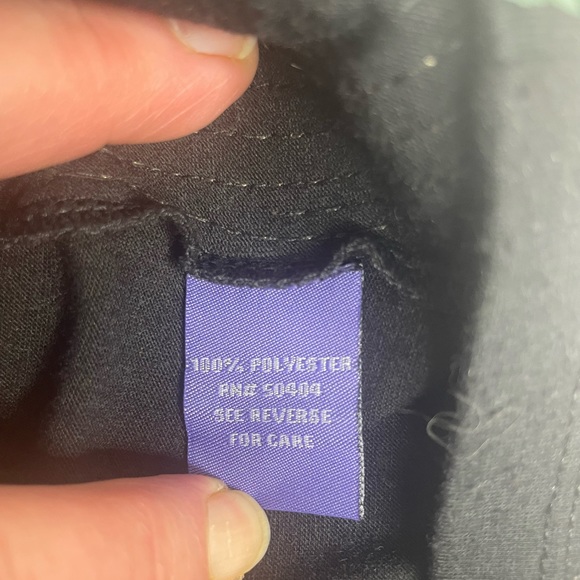 100% POLYESTER
RN# 50404
SEE REVERSE
FOR CARE